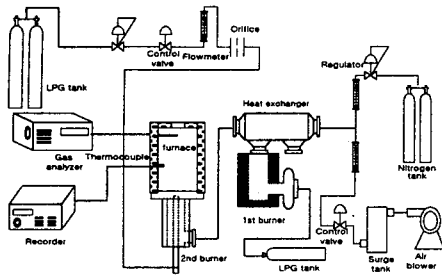 Orifice
Control
valve
Flowmeter
LPG tank
Regulator
Heat exchanger
Gas
analyzer
Thermocouple
furnace
Nitrogen
tank
1st burner
Control
valve
2nd burner
Recorder
LPG tank
Surge
tank
Air
blower